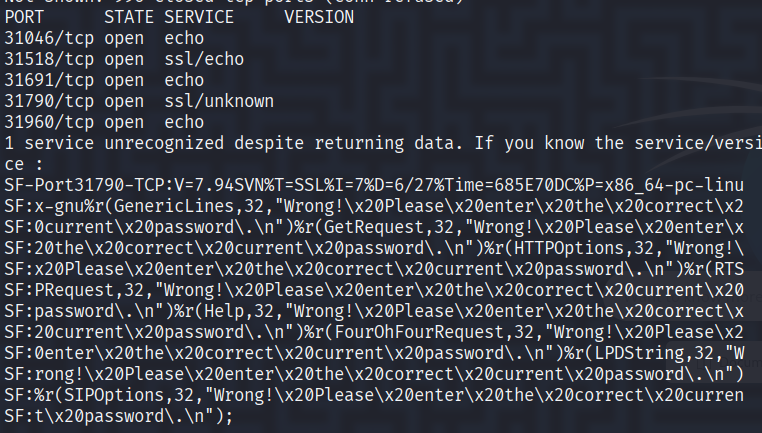 Not shown: 996 closed tcp ports (conn-refused)
PORT      STATE SERVICE     VERSION
31046/tcp open  echo
31518/tcp open  ssl/echo
31691/tcp open  echo
31790/tcp open  ssl/unknown
31960/tcp open  echo
1 service unrecognized despite returning data. If you know the service/versi
ce :
SF-Port31790-TCP:V=7.94SVN%T=SSL%I=7%D=6/27%Time=685E70DC%P=x86_64-pc-linu
SF:x-gnu%r(GenericLines,32,"Wrong!\x20Please\x20enter\x20the\x20correct\x2
SF:0current\x20password\.\n")%r(GetRequest,32,"Wrong!\x20Please\x20enter\x
SF:20the\x20correct\x20current\x20password\.\n")%r(HTTPOptions,32,"Wrong!\
SF:x20Please\x20enter\x20the\x20correct\x20current\x20password\.\n")%r(RTS
SF:PRequest,32,"Wrong!\x20Please\x20enter\x20the\x20correct\x20current\x20
SF:password\.\n")%r(Help,32,"Wrong!\x20Please\x20enter\x20the\x20correct\x
SF:20current\x20password\.\n")%r(FourOhFourRequest,32,"Wrong!\x20Please\x2
SF:0enter\x20the\x20correct\x20current\x20password\.\n")%r(LPDString,32,"W
SF:rong!\x20Please\x20enter\x20the\x20correct\x20current\x20password\.\n")
SF:%r(SIPOptions,32,"Wrong!\x20Please\x20enter\x20the\x20correct\x20curren
SF:t\x20password\.\n");